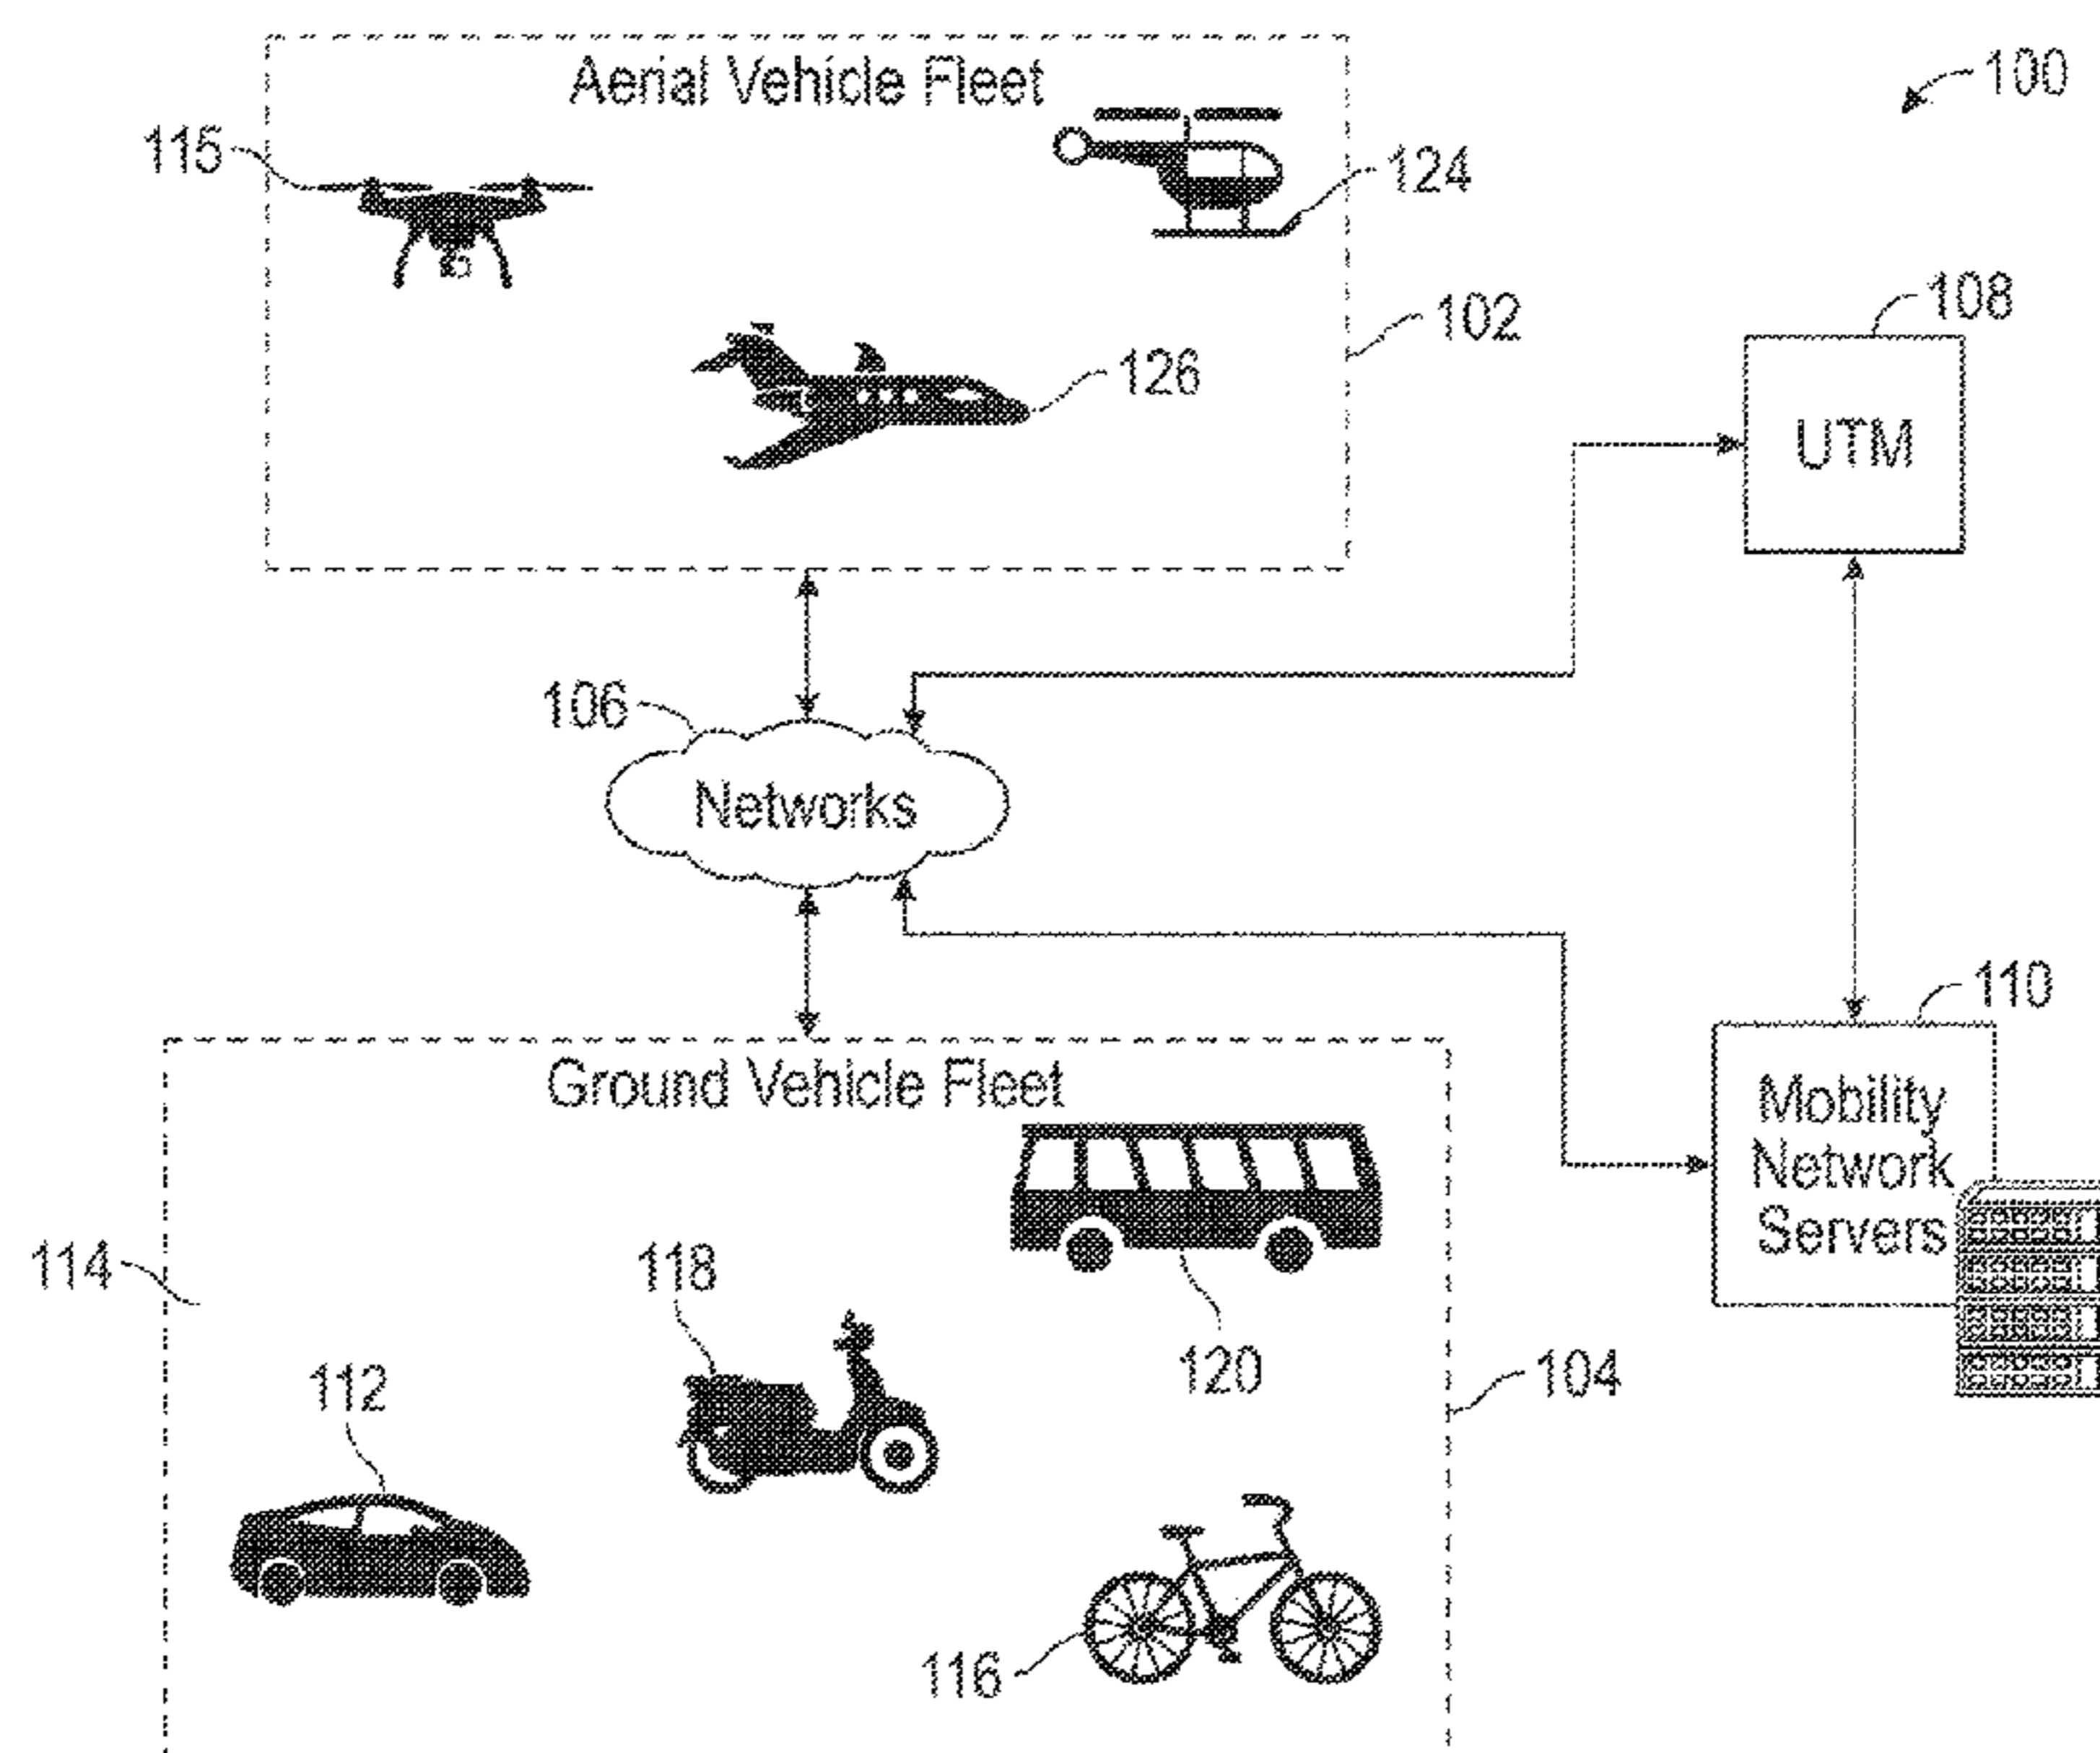 Aerial Vehicle Fleet
100
115
124
102
108
126
UTM
106
Networks
110
Ground Vehicle Fleet
Mobility
Network
Servers
114
118
120
104
112
116